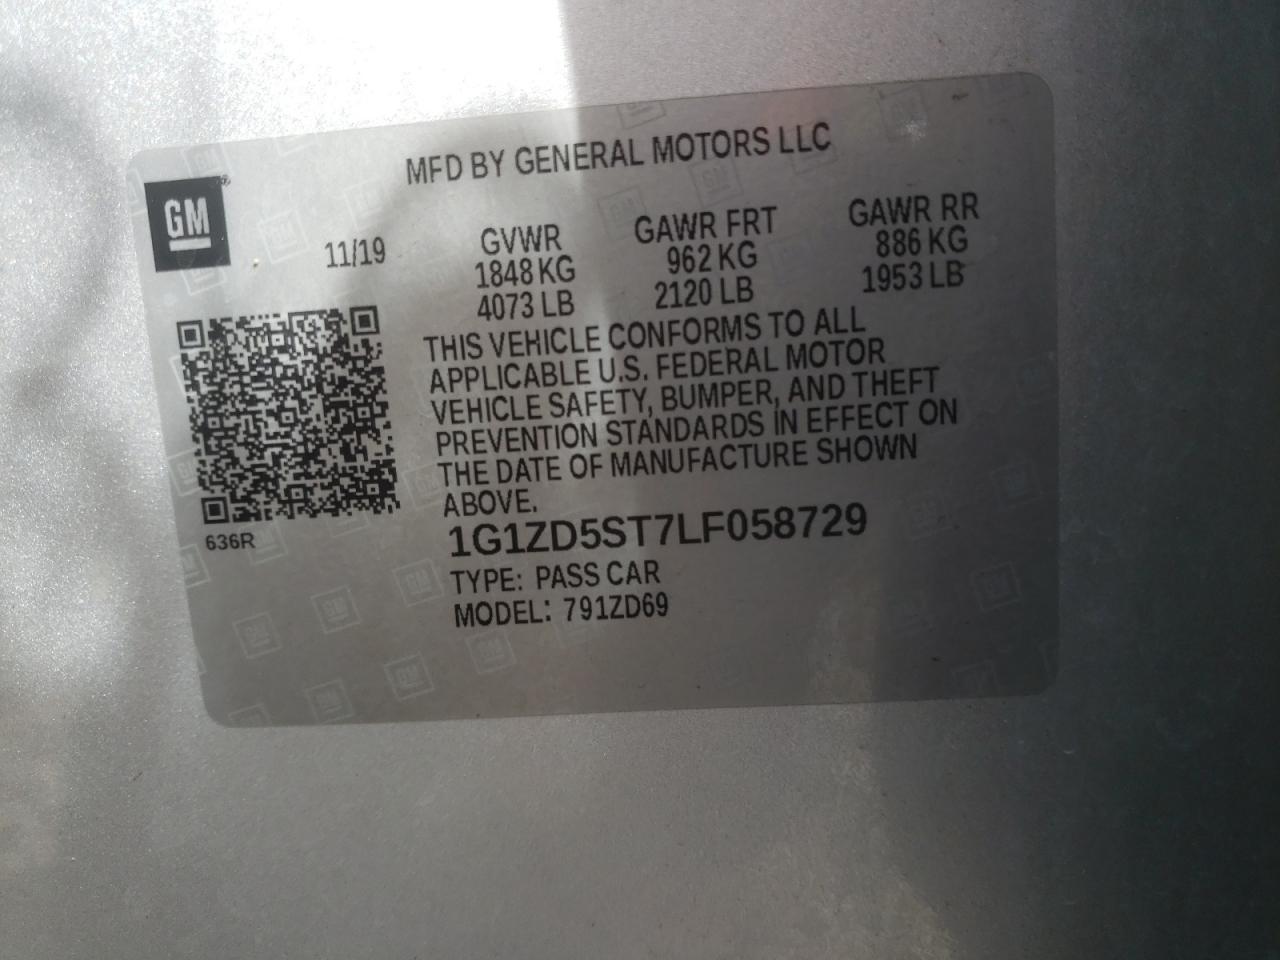 MFD BY GENERAL MOTORS LLC
GM
11/19
GVWR
1848 KG
4073 LB
GAWR FRT
962 KG
2120 LB
GAWR RR
886 KG
1953 LB
THIS VEHICLE CONFORMS TO ALL
APPLICABLE U.S. FEDERAL MOTOR
VEHICLE SAFETY, BUMPER, AND THEFT
PREVENTION STANDARDS IN EFFECT ON
THE DATE OF MANUFACTURE SHOWN
ABOVE.
636R
1G1ZD5ST7LF058729
TYPE: PASS CAR
MODEL: 791ZD69